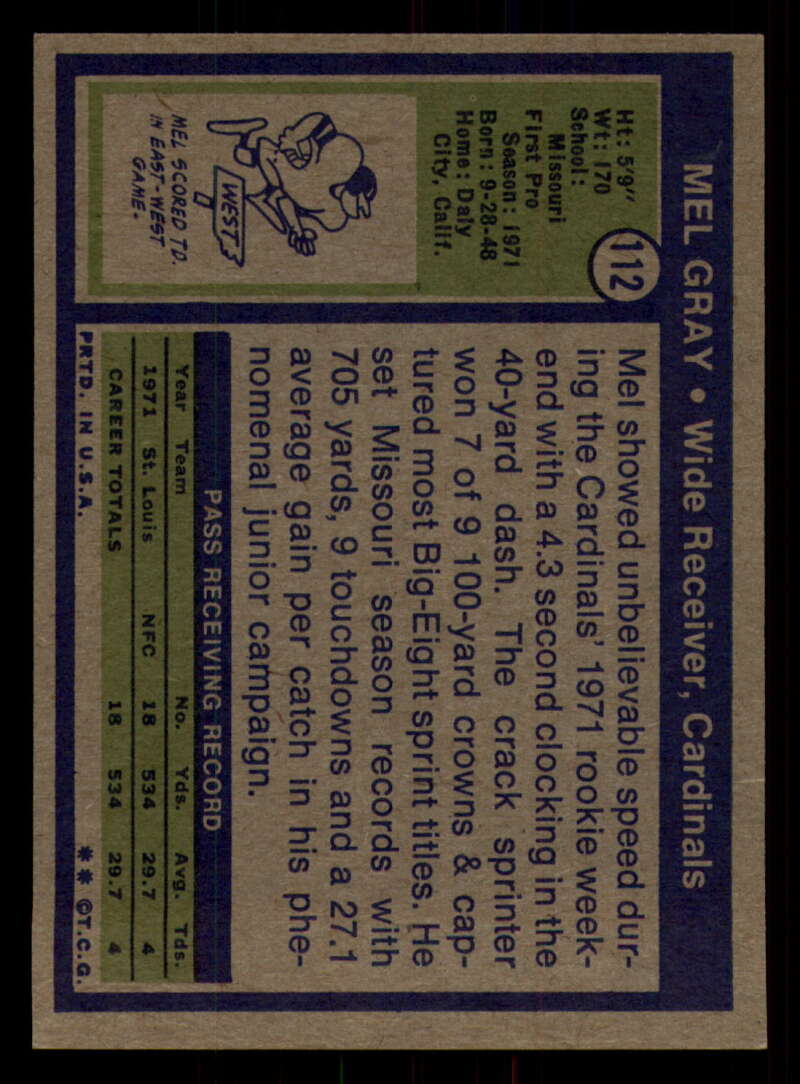 MEL GRAY • Wide Receiver, Cardinals
112
Ht: 5'9"
Wt: 170
School:
Missouri
First Pro
Season: 1971
Born: 9-28-48
Home: Daly
City, Calif.
WEST
MEL SCORED TD.
IN EAST-WEST
GAME.
Mel showed unbelievable speed dur-
ing the Cardinals' 1971 rookie week-
end with a 4.3 second clocking in the
40-yard dash. The crack sprinter
won 7 of 9 100-yard crowns & cap-
tured most Big-Eight sprint titles. He
set Missouri season records with
705 yards, 9 touchdowns and a 27.1
average gain per catch in his phe-
nomenal junior campaign.
PASS RECEIVING RECORD
Year Team No. Yds. Avg. Tds.
1971 St. Louis NFC 18 534 29.7 4
CAREER TOTALS 18 534 29.7 4
PRTD. IN U.S.A. ** ©T.C.G.